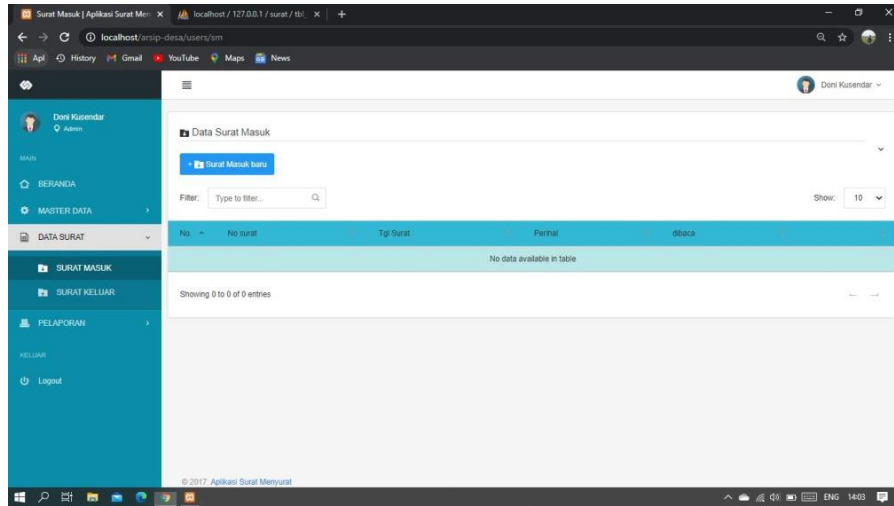 Surat Masuk | Aplikasi Surat Men
localhost / 127.0.0.1 / surat / tbl_
localhost/arsip-desa/users/sm
Apl History Gmail YouTube Maps News
Doni Kusendar
Doni Kusendar
Admin
MAIN
BERANDA
MASTER DATA
DATA SURAT
SURAT MASUK
SURAT KELUAR
PELAPORAN
KELUAR
Logout
Data Surat Masuk
+ Surat Masuk baru
Filter: Type to filter... Show: 10
No. No surat Tgl Surat Perihal dibaca
No data available in table
Showing 0 to 0 of 0 entries
© 2017. Aplikasi Surat Menyurat
ENG 14:03